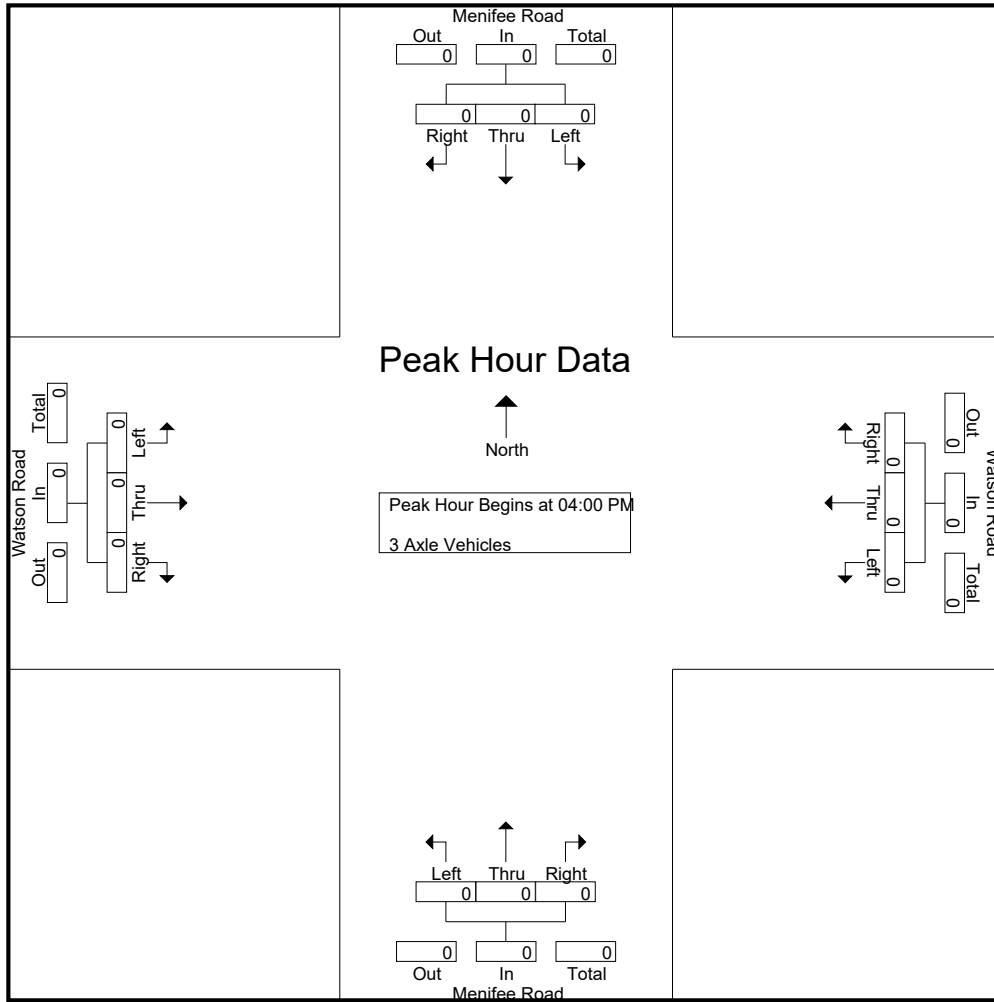 Menifee Road
Out In Total
0 0 0
0 0 0
Right Thru Left
Peak Hour Data
North
Peak Hour Begins at 04:00 PM
3 Axle Vehicles
Watson Road
Total In Out
0 0 0
0 0 0
Left Thru Right
Right Thru Left
0 0 0
0 0 0
Out In Total
Watson Road
Left Thru Right
0 0 0
0 0 0
Out In Total
Menifee Road